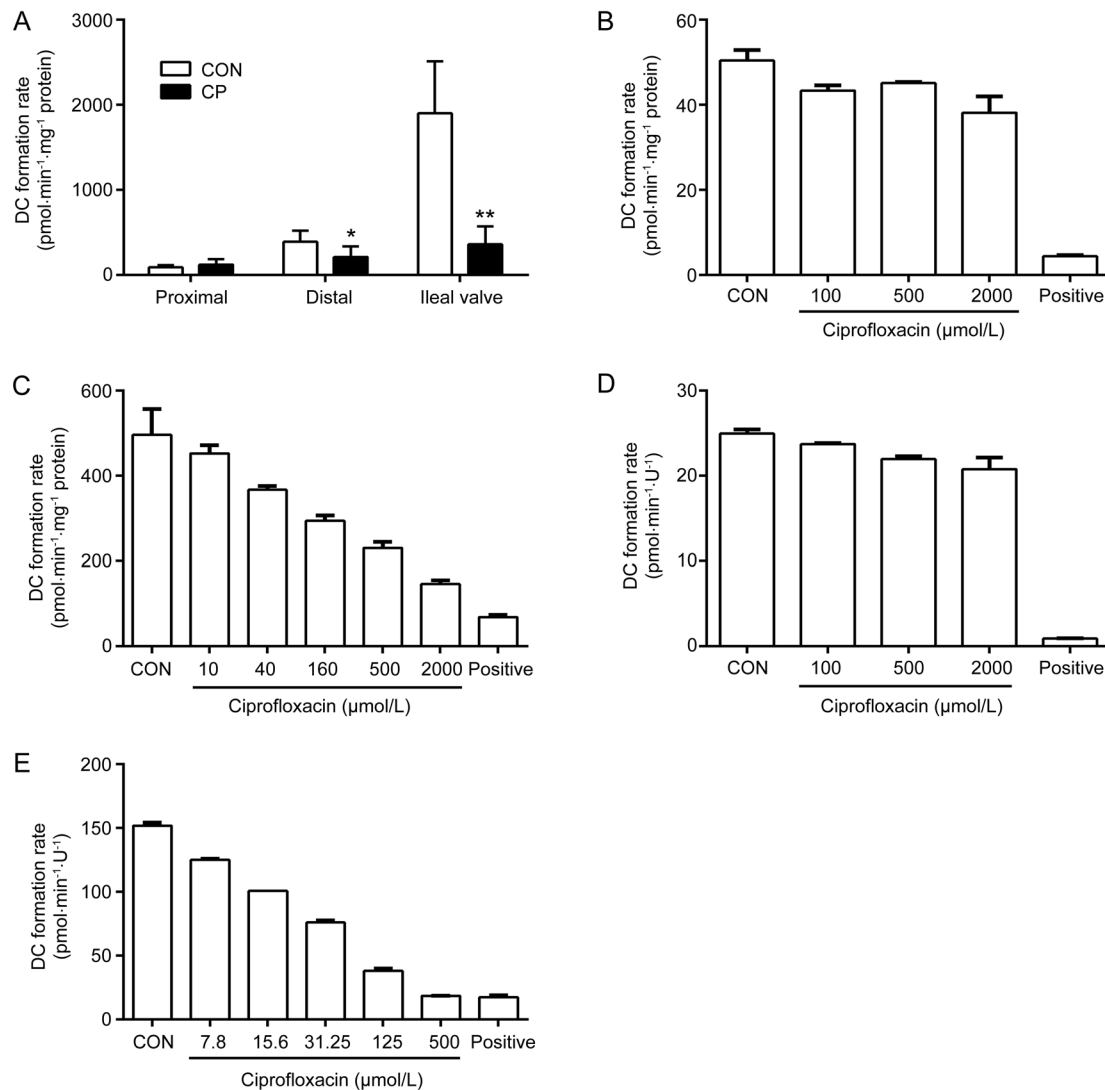 A
DC formation rate
(pmol·min⁻¹·mg⁻¹ protein)
3000
2000
1000
0
CON
CP
*
**
Proximal Distal Ileal valve
B
DC formation rate
(pmol·min⁻¹·mg⁻¹ protein)
60
40
20
0
CON 100 500 2000 Positive
Ciprofloxacin (μmol/L)
C
DC formation rate
(pmol·min⁻¹·mg⁻¹ protein)
600
400
200
0
CON 10 40 160 500 2000 Positive
Ciprofloxacin (μmol/L)
D
DC formation rate
(pmol·min⁻¹·U⁻¹)
30
20
10
0
CON 100 500 2000 Positive
Ciprofloxacin (μmol/L)
E
DC formation rate
(pmol·min⁻¹·U⁻¹)
200
150
100
50
0
CON 7.8 15.6 31.25 125 500 Positive
Ciprofloxacin (μmol/L)